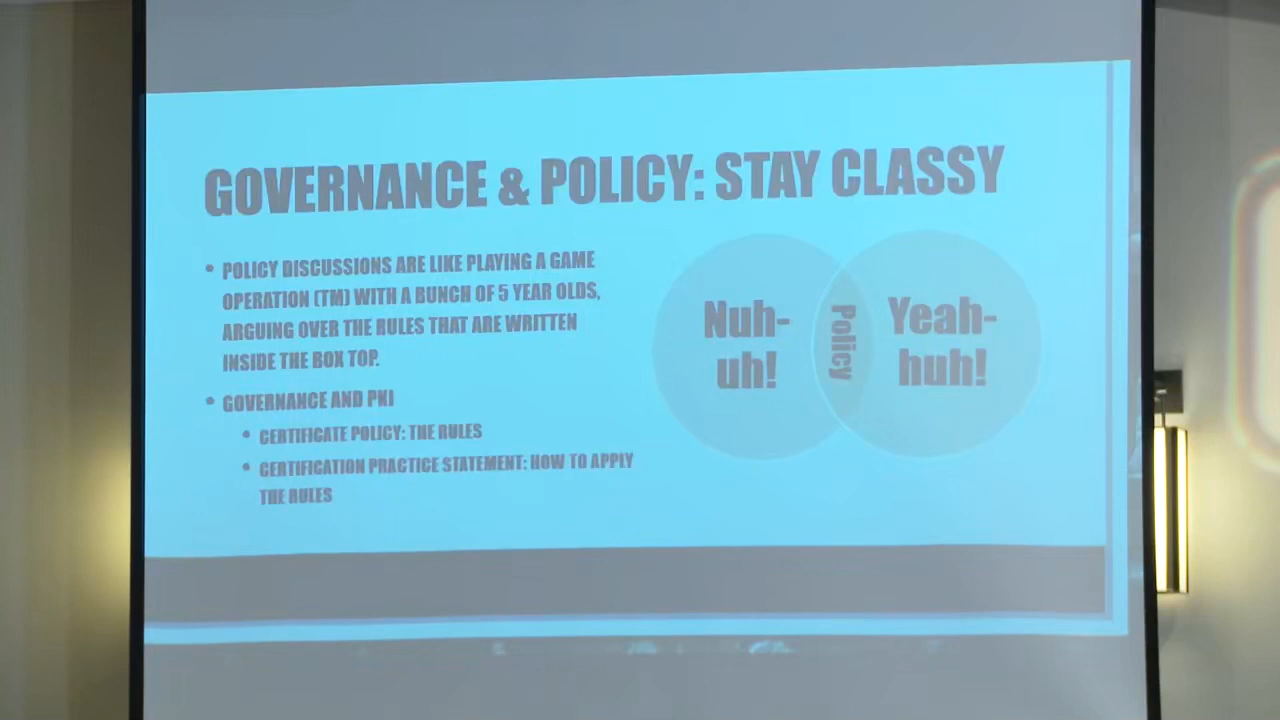 GOVERNANCE & POLICY: STAY CLASSY
• POLICY DISCUSSIONS ARE LIKE PLAYING A GAME
OPERATION (TM) WITH A BUNCH OF 5 YEAR OLDS,
ARGUING OVER THE RULES THAT ARE WRITTEN
INSIDE THE BOX TOP.
• GOVERNANCE AND PKI
• CERTIFICATE POLICY: THE RULES
• CERTIFICATION PRACTICE STATEMENT: HOW TO APPLY
THE RULES
Nuh-
uh!
Policy
Yeah-
huh!